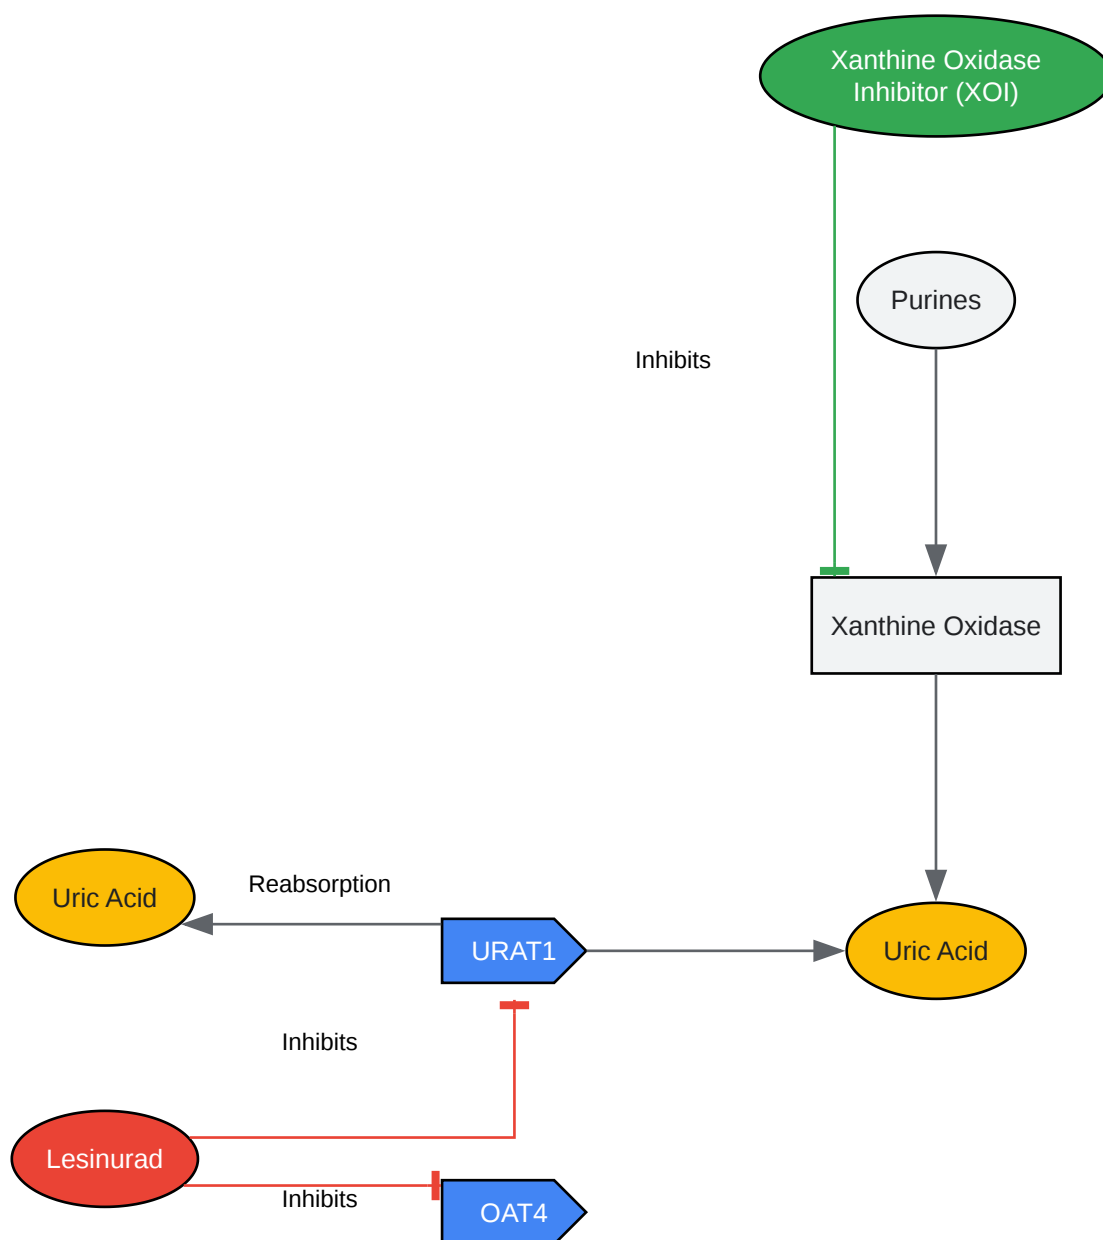 Xanthine Oxidase
Inhibitor (XOI)
Purines
Inhibits
Xanthine Oxidase
Uric Acid
Reabsorption
URAT1
Uric Acid
Inhibits
Lesinurad
Inhibits
OAT4